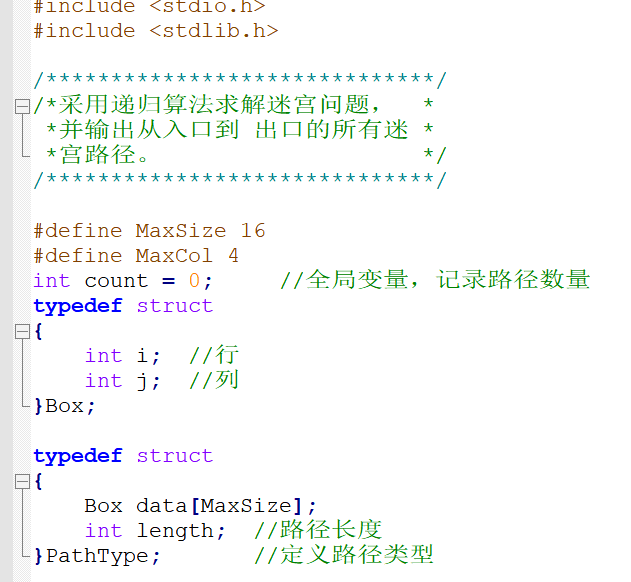 #include <stdio.h>
#include <stdlib.h>
/******************************/
/*采用递归算法求解迷宫问题，   *
 *并输出从入口到 出口的所有迷 *
 *宫路径。                     */
/******************************/
#define MaxSize 16
#define MaxCol 4
int count = 0;     //全局变量，记录路径数量
typedef struct
{
    int i;  //行
    int j;  //列
}Box;
typedef struct
{
    Box data[MaxSize];
    int length;  //路径长度
}PathType;       //定义路径类型